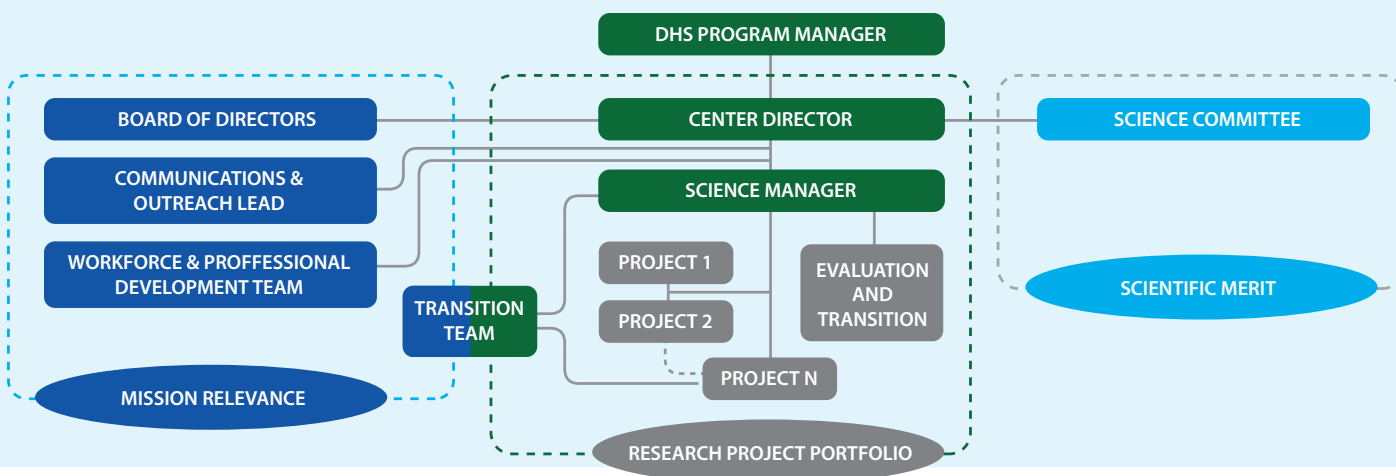 DHS PROGRAM MANAGER
BOARD OF DIRECTORS
CENTER DIRECTOR
SCIENCE COMMITTEE
COMMUNICATIONS &
OUTREACH LEAD
SCIENCE MANAGER
WORKFORCE & PROFFESSIONAL
DEVELOPMENT TEAM
PROJECT 1
EVALUATION
AND
TRANSITION
SCIENTIFIC MERIT
TRANSITION
TEAM
PROJECT 2
PROJECT N
MISSION RELEVANCE
RESEARCH PROJECT PORTFOLIO